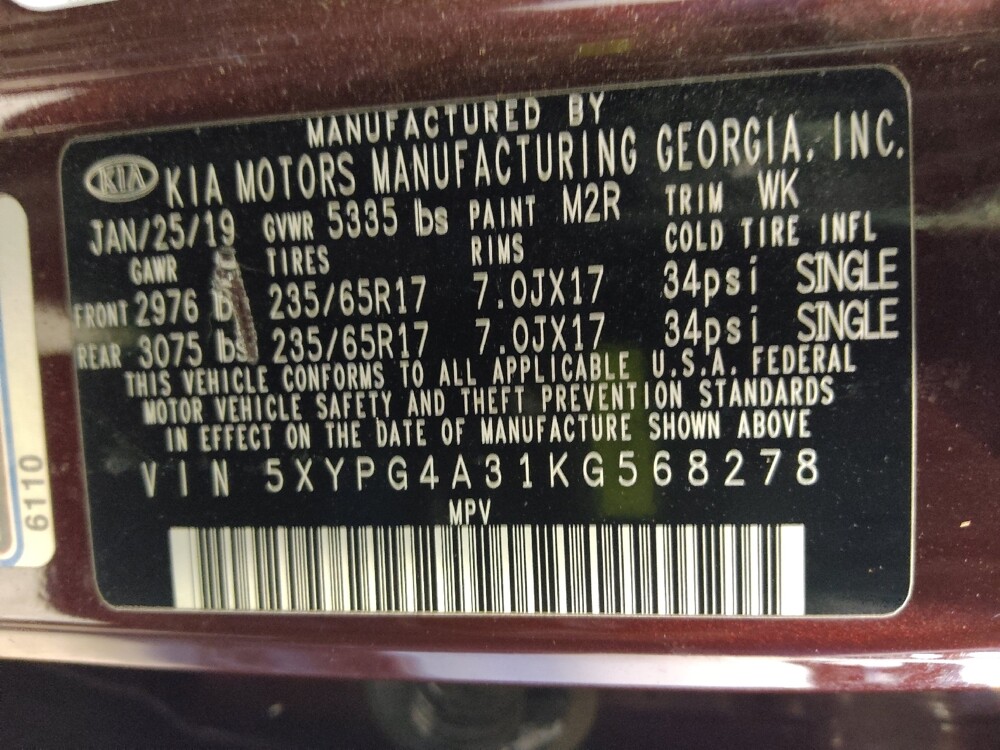 MANUFACTURED BY
KIA KIA MOTORS MANUFACTURING GEORGIA, INC.
JAN/25/19 GVWR 5335 lbs PAINT M2R TRIM WK
GAWR TIRES RIMS COLD TIRE INFL
FRONT 2976 lbs 235/65R17 7.0JX17 34psi SINGLE
REAR 3075 lbs 235/65R17 7.0JX17 34psi SINGLE
THIS VEHICLE CONFORMS TO ALL APPLICABLE U.S.A. FEDERAL
MOTOR VEHICLE SAFETY AND THEFT PREVENTION STANDARDS
IN EFFECT ON THE DATE OF MANUFACTURE SHOWN ABOVE
VIN 5XYPG4A31KG568278
MPV
6110